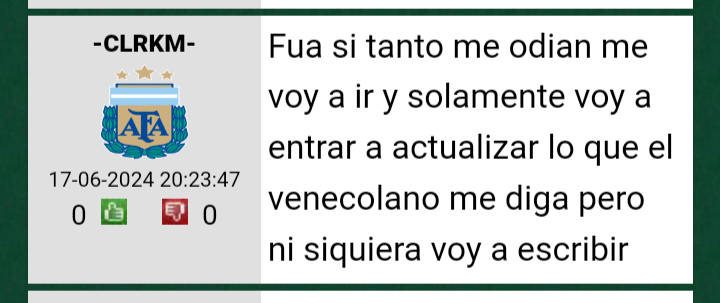 -CLRKM-
AFA
17-06-2024 20:23:47
0 0
Fua si tanto me odian me
voy a ir y solamente voy a
entrar a actualizar lo que el
venecolano me diga pero
ni siquiera voy a escribir